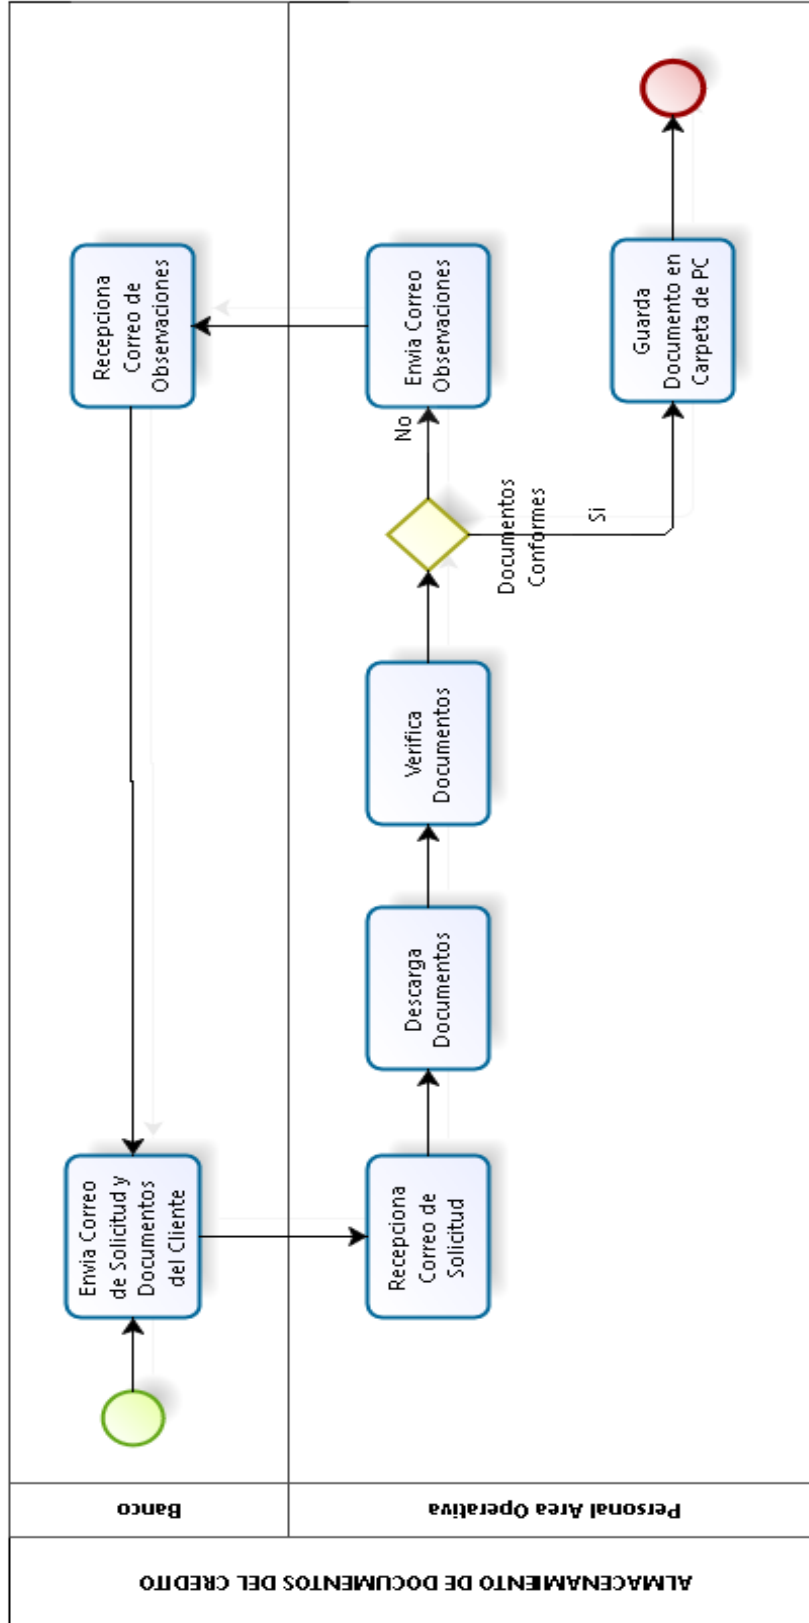 ALMACENAMIENTO DE DOCUMENTOS DEL CREDITO
Banco
Envia Correo
de Solicitud y
Documentos
del Cliente
Recepciona
Correo de
Observaciones
Personal Area Operativa
Recepciona
Correo de
Solicitud
Descarga
Documentos
Verifica
Documentos
Documentos
Conformes
No
Envia Correo
Observaciones
Si
Guarda
Documento en
Carpeta de PC